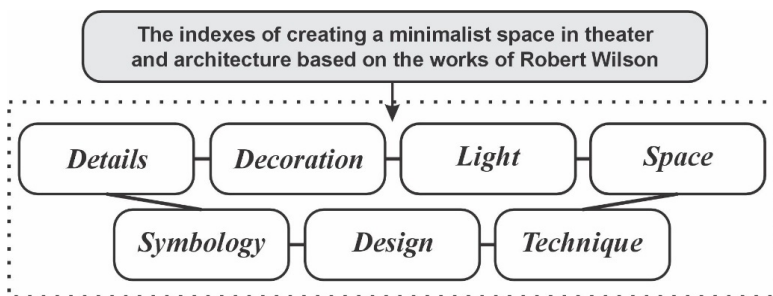 The indexes of creating a minimalist space in theater
and architecture based on the works of Robert Wilson
Details
Decoration
Light
Space
Symbology
Design
Technique